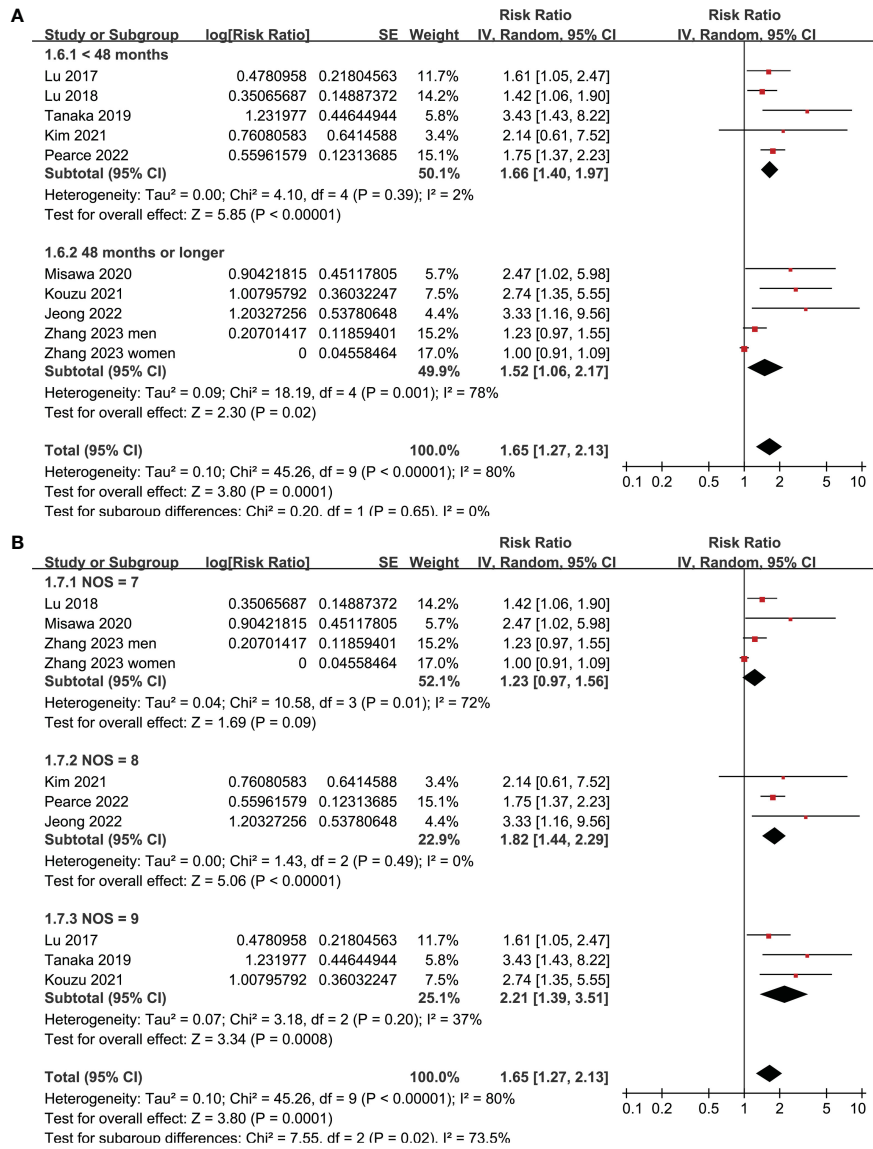 A
Risk Ratio Risk Ratio
Study or Subgroup log[Risk Ratio] SE Weight IV, Random, 95% CI IV, Random, 95% CI
1.6.1 < 48 months
Lu 2017 0.4780958 0.21804563 11.7% 1.61 [1.05, 2.47]
Lu 2018 0.35065687 0.14887372 14.2% 1.42 [1.06, 1.90]
Tanaka 2019 1.231977 0.44644944 5.8% 3.43 [1.43, 8.22]
Kim 2021 0.76080583 0.6414588 3.4% 2.14 [0.61, 7.52]
Pearce 2022 0.55961579 0.12313685 15.1% 1.75 [1.37, 2.23]
Subtotal (95% CI) 50.1% 1.66 [1.40, 1.97]
Heterogeneity: Tau² = 0.00; Chi² = 4.10, df = 4 (P = 0.39); I² = 2%
Test for overall effect: Z = 5.85 (P < 0.00001)
1.6.2 48 months or longer
Misawa 2020 0.90421815 0.45117805 5.7% 2.47 [1.02, 5.98]
Kouzu 2021 1.00795792 0.36032247 7.5% 2.74 [1.35, 5.55]
Jeong 2022 1.20327256 0.53780648 4.4% 3.33 [1.16, 9.56]
Zhang 2023 men 0.20701417 0.11859401 15.2% 1.23 [0.97, 1.55]
Zhang 2023 women 0 0.04558464 17.0% 1.00 [0.91, 1.09]
Subtotal (95% CI) 49.9% 1.52 [1.06, 2.17]
Heterogeneity: Tau² = 0.09; Chi² = 18.19, df = 4 (P = 0.001); I² = 78%
Test for overall effect: Z = 2.30 (P = 0.02)
Total (95% CI) 100.0% 1.65 [1.27, 2.13]
Heterogeneity: Tau² = 0.10; Chi² = 45.26, df = 9 (P < 0.00001); I² = 80%
Test for overall effect: Z = 3.80 (P = 0.0001)
Test for subgroup differences: Chi² = 0.20, df = 1 (P = 0.65), I² = 0%
0.1 0.2 0.5 1 2 5 10
B
Risk Ratio Risk Ratio
Study or Subgroup log[Risk Ratio] SE Weight IV, Random, 95% CI IV, Random, 95% CI
1.7.1 NOS = 7
Lu 2018 0.35065687 0.14887372 14.2% 1.42 [1.06, 1.90]
Misawa 2020 0.90421815 0.45117805 5.7% 2.47 [1.02, 5.98]
Zhang 2023 men 0.20701417 0.11859401 15.2% 1.23 [0.97, 1.55]
Zhang 2023 women 0 0.04558464 17.0% 1.00 [0.91, 1.09]
Subtotal (95% CI) 52.1% 1.23 [0.97, 1.56]
Heterogeneity: Tau² = 0.04; Chi² = 10.58, df = 3 (P = 0.01); I² = 72%
Test for overall effect: Z = 1.69 (P = 0.09)
1.7.2 NOS = 8
Kim 2021 0.76080583 0.6414588 3.4% 2.14 [0.61, 7.52]
Pearce 2022 0.55961579 0.12313685 15.1% 1.75 [1.37, 2.23]
Jeong 2022 1.20327256 0.53780648 4.4% 3.33 [1.16, 9.56]
Subtotal (95% CI) 22.9% 1.82 [1.44, 2.29]
Heterogeneity: Tau² = 0.00; Chi² = 1.43, df = 2 (P = 0.49); I² = 0%
Test for overall effect: Z = 5.06 (P < 0.00001)
1.7.3 NOS = 9
Lu 2017 0.4780958 0.21804563 11.7% 1.61 [1.05, 2.47]
Tanaka 2019 1.231977 0.44644944 5.8% 3.43 [1.43, 8.22]
Kouzu 2021 1.00795792 0.36032247 7.5% 2.74 [1.35, 5.55]
Subtotal (95% CI) 25.1% 2.21 [1.39, 3.51]
Heterogeneity: Tau² = 0.07; Chi² = 3.18, df = 2 (P = 0.20); I² = 37%
Test for overall effect: Z = 3.34 (P = 0.0008)
Total (95% CI) 100.0% 1.65 [1.27, 2.13]
Heterogeneity: Tau² = 0.10; Chi² = 45.26, df = 9 (P < 0.00001); I² = 80%
Test for overall effect: Z = 3.80 (P = 0.0001)
Test for subgroup differences: Chi² = 7.55, df = 2 (P = 0.02), I² = 73.5%
0.1 0.2 0.5 1 2 5 10